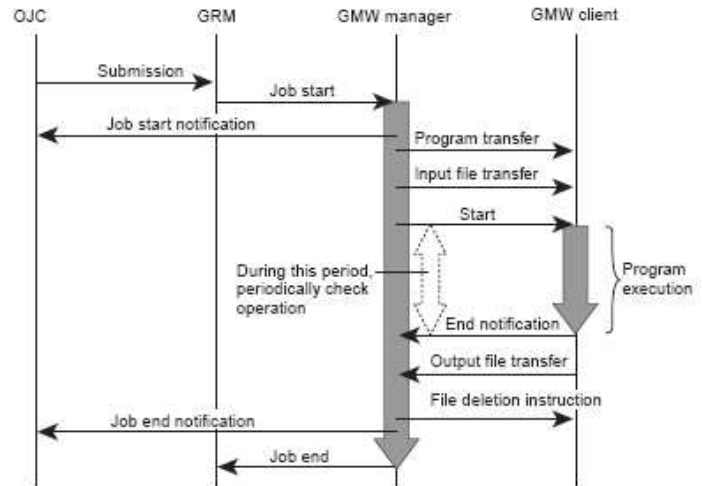 OJC
GRM
GMW manager
GMW client
Submission
Job start
Job start notification
Program transfer
Input file transfer
Start
During this period,
periodically check
operation
Program
execution
End notification
Output file transfer
File deletion instruction
Job end notification
Job end